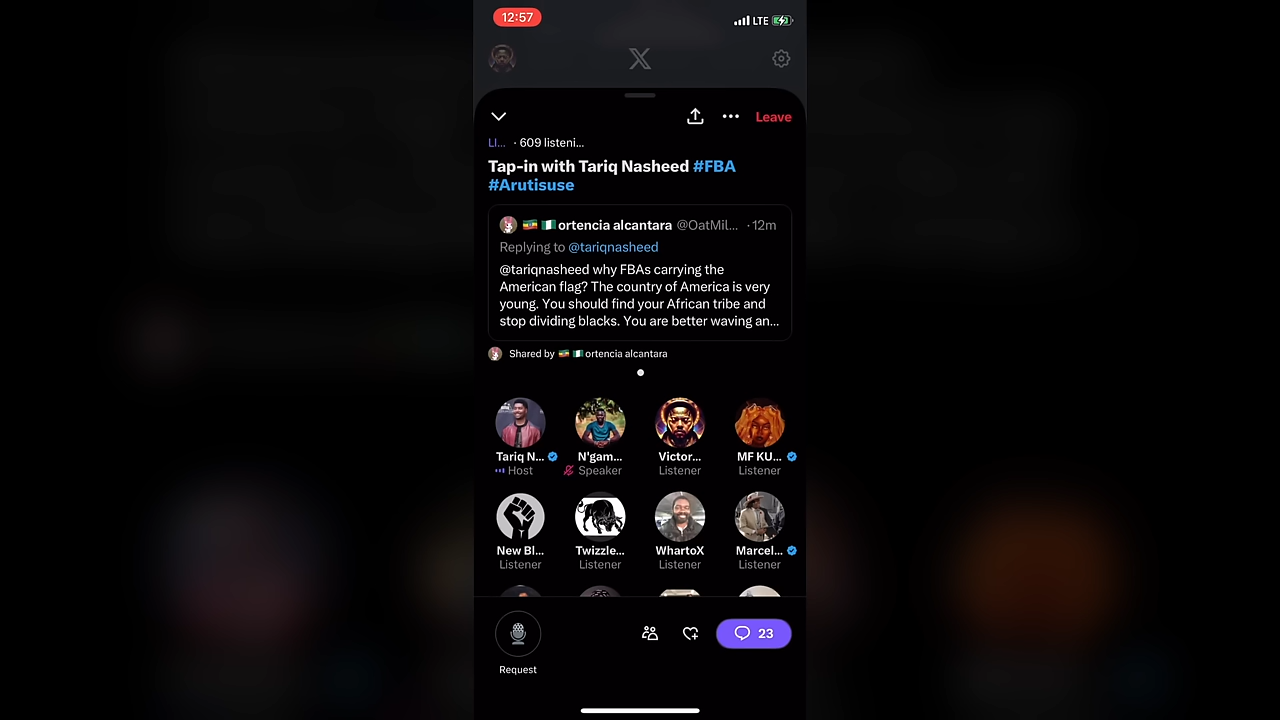 12:57
LTE
LI... · 609 listeni...
Leave
Tap-in with Tariq Nasheed #FBA
#Arutisuse
ortencia alcantara @OatMil... · 12m
Replying to @tariqnasheed
@tariqnasheed why FBAs carrying the
American flag? The country of America is very
young. You should find your African tribe and
stop dividing blacks. You are better waving an...
Shared by ortencia alcantara
Tariq N...
Host
N'gam...
Speaker
Victor...
Listener
MF KU...
Listener
New Bl...
Listener
Twizzle...
Listener
WhartoX
Listener
Marcel...
Listener
23
Request